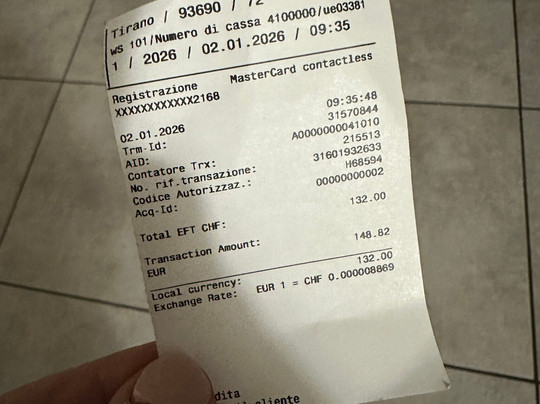 Tirano / 93690 / 72
WS 101/Numero di cassa 4100000/ue03381
1 / 2026 / 02.01.2026 / 09:35
Registrazione MasterCard contactless
XXXXXXXXXXXX2168
02.01.2026 09:35:48
Trm-Id: 31570844
AID: A0000000041010
Contatore Trx: 215513
No. rif.transazione: 31601932633
Codice Autorizzaz.: H68594
Acq-Id: 00000000002
Total EFT CHF: 132.00
Transaction Amount:
EUR 148.82
Local currency: 132.00
Exchange Rate: EUR 1 = CHF 0.000008869
dita
cliente